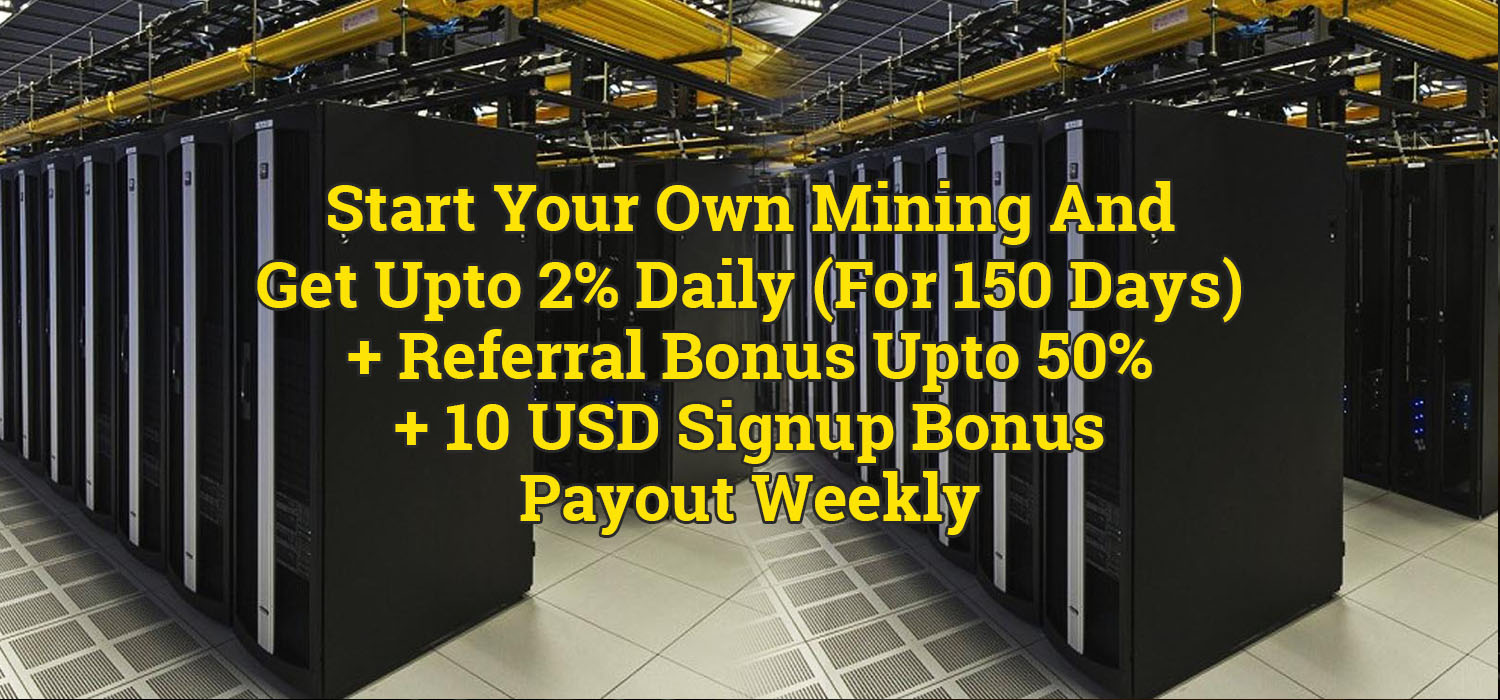 Start Your Own Mining And
Get Upto 2% Daily (For 150 Days)
+ Referral Bonus Upto 50%
+ 10 USD Signup Bonus
Payout Weekly